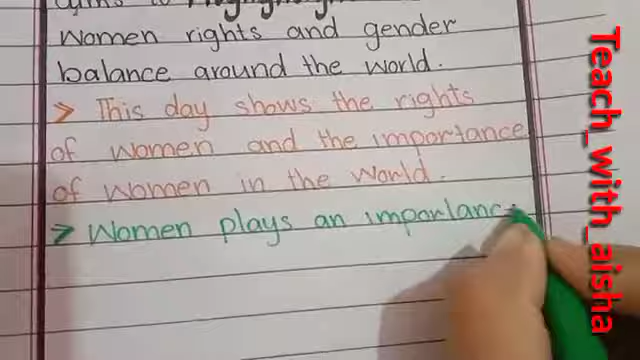 Women rights and gender
balance around the world.
> This day shows the rights
of women and the importance
of women in the world.
> Women plays an importanc
Teach_with_aisha